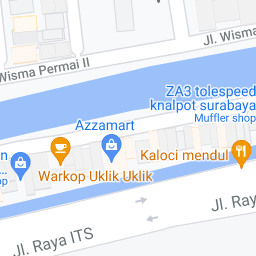 Jl. Wisma
Wisma Permai II
ZA3 tolespeed
knalpot surabaya
Muffler shop
Azzamart
Kaloci mendul
Warkop Uklik Uklik
Jl. Raya
Jl. Raya ITS